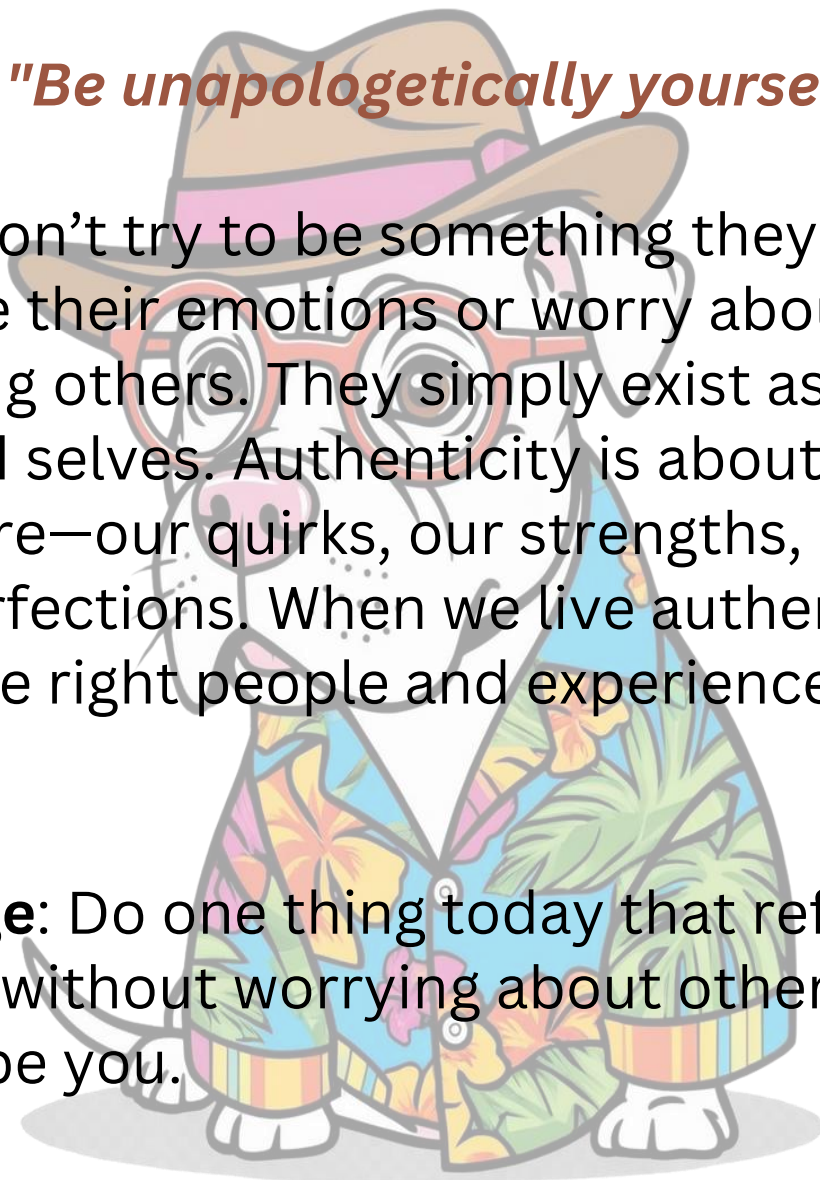 "Be unapologetically yourse
on’t try to be something they
e their emotions or worry abou
g others. They simply exist as
d selves. Authenticity is about
re—our quirks, our strengths,
rfections. When we live authen
e right people and experience
ge: Do one thing today that ref
without worrying about other
be you.